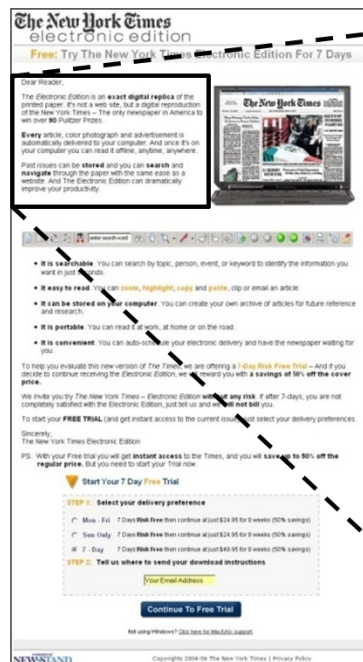 The New York Times
electronic edition
Free: Try The New York Times Electronic Edition For 7 Days
Dear Reader,
The Electronic Edition is an exact digital replica of the
printed paper. It's not a web site, but a digital reproduction
of the New York Times – The only newspaper in America to
win over 90 Pulitzer Prizes.
Every article, color photograph and advertisement is
automatically delivered to your computer. And once it's on
your computer you can read it offline, anytime, anywhere.
Past issues can be stored and you can search and
navigate through the paper with the same ease as a
website. And The Electronic Edition can dramatically
improve your productivity.
The New York Times
enter search word
• It is searchable. You can search by topic, person, event, or keyword to identify the information you
want in just seconds.
• It easy to read. You can zoom, highlight, copy and paste, clip or email an article.
• It can be stored on your computer. You can create your own archive of articles for future reference
and research.
• It is portable. You can read it at work, at home or on the road.
• It is convenient. You can auto-schedule your electronic delivery and have the newspaper waiting for
you.
To help you evaluate this new version of The Times, we are offering a 7-Day Risk Free Trial – And if you
decide to continue receiving the Electronic Edition, we will reward you with a savings of 50% off the cover
price.
We invite you try The New York Times – Electronic Edition without any risk. If after 7-days, you are not
completely satisfied with the Electronic Edition, just tell us and we will not bill you.
To start your FREE TRIAL (and get instant access to the current issue) just select your delivery preferences.
Sincerely,
The New York Times Electronic Edition
PS. With your Free trial you will get instant access to the Times, and you will save up to 50% off the
regular price. But you need to start your Trial now.
Start Your 7 Day Free Trial
STEP 1: Select your delivery preference
Mon - Fri 7 Days Risk Free then continue at just $24.95 for 8 weeks (50% savings)
Sun Only 7 Days Risk Free then continue at just $24.95 for 8 weeks (50% savings)
7 - Day 7 Days Risk Free then continue at just $49.95 for 8 weeks (50% savings)
STEP 2: Tell us where to send your download instructions
Your Email Address
Continue To Free Trial
Not using Windows? Click here for Mac/Unix support.
NEWSSTAND
Copyrights 2004-06 The New York Times | Privacy Policy